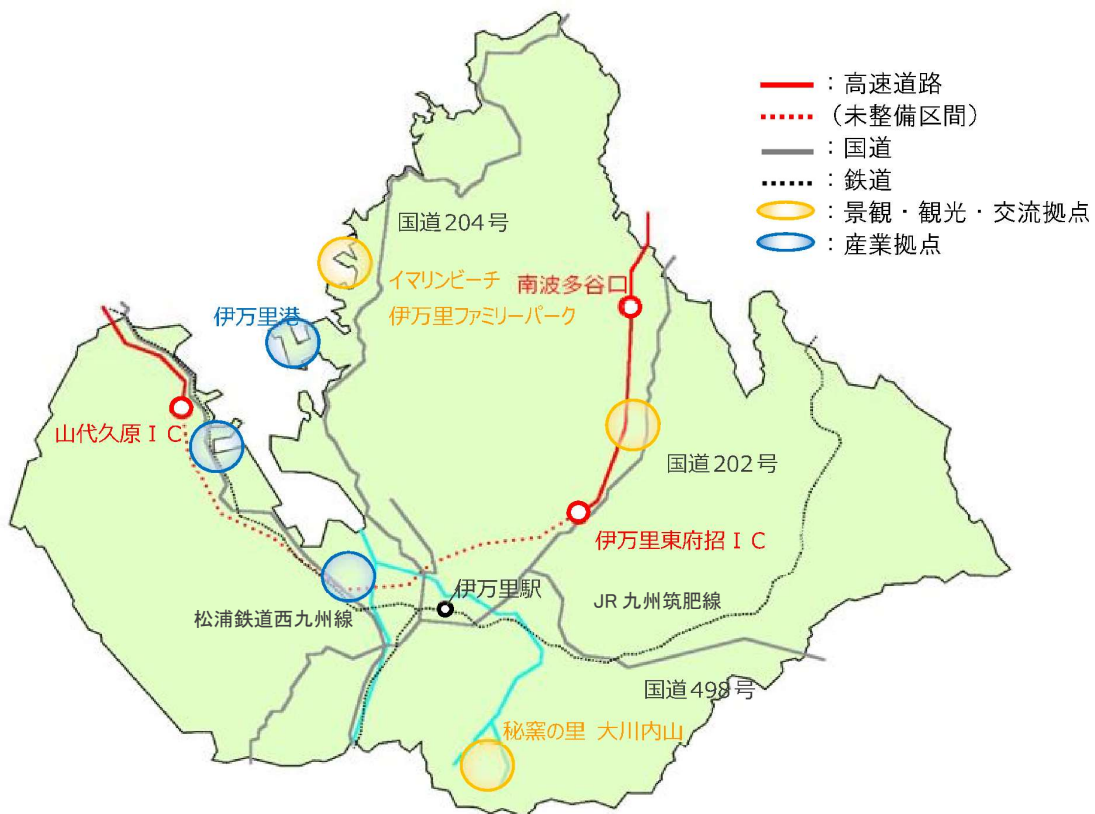 ：高速道路
（未整備区間）
：国道
：鉄道
：景観・観光・交流拠点
：産業拠点
国道204号
イマリンビーチ
伊万里ファミリーパーク
南波多谷口
伊万里港
山代久原ＩＣ
国道202号
伊万里東府招ＩＣ
伊万里駅
JR九州筑肥線
松浦鉄道西九州線
国道498号
秘窯の里 大川内山